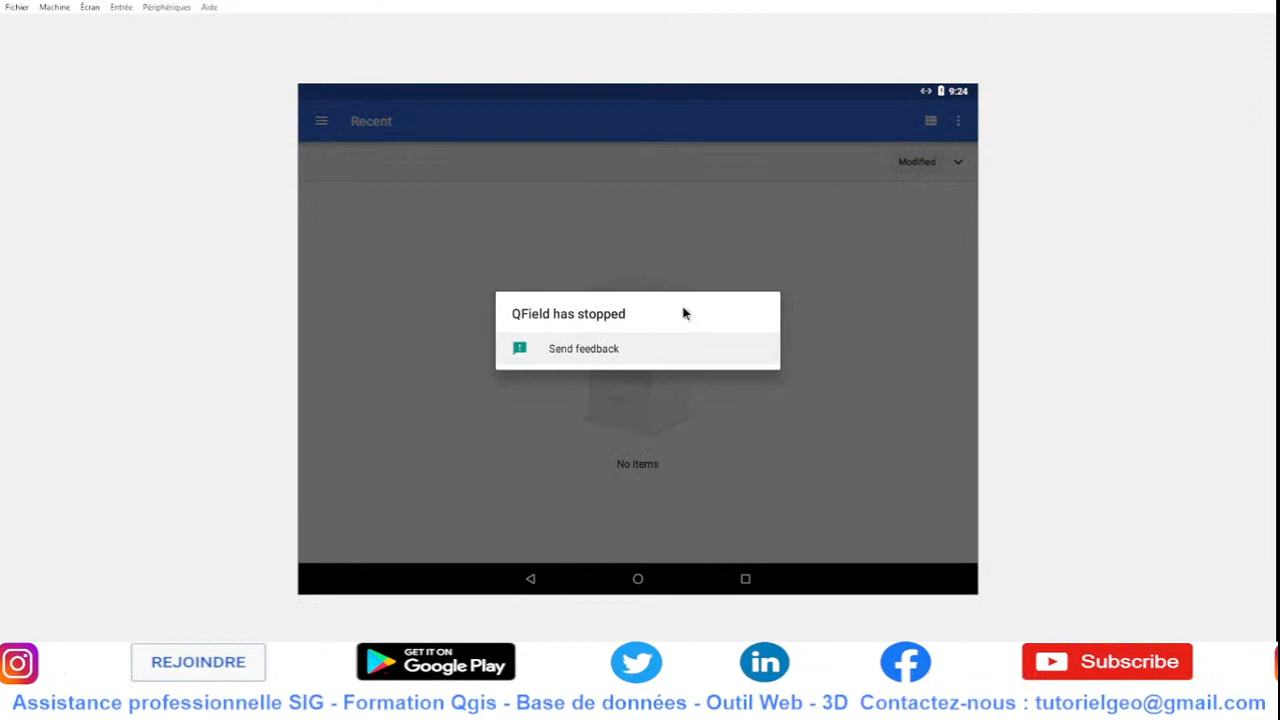 Fichier Machine Écran Entrée Périphériques Aide
9:24
Recent
Modified
QField has stopped
Send feedback
No items
REJOINDRE
GET IT ON
Google Play
Subscribe
Assistance professionnelle SIG - Formation Qgis - Base de données - Outil Web - 3D Contactez-nous : tutorielgeo@gmail.com